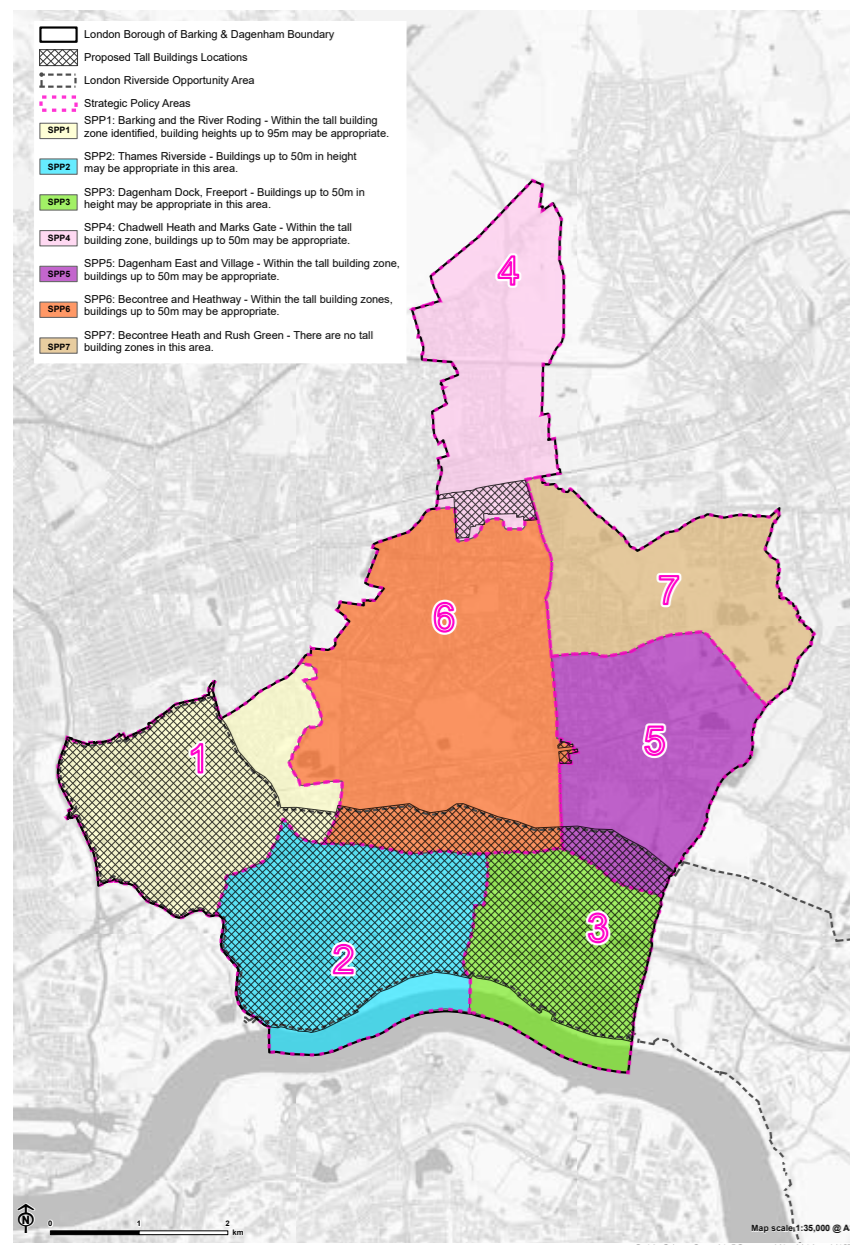 London Borough of Barking & Dagenham Boundary
Proposed Tall Buildings Locations
London Riverside Opportunity Area
Strategic Policy Areas
SPP1
SPP1: Barking and the River Roding - Within the tall building
zone identified, building heights up to 95m may be appropriate.
SPP2
SPP2: Thames Riverside - Buildings up to 50m in height
may be appropriate in this area.
SPP3
SPP3: Dagenham Dock, Freeport - Buildings up to 50m in
height may be appropriate in this area.
SPP4
SPP4: Chadwell Heath and Marks Gate - Within the tall
building zone, buildings up to 50m may be appropriate.
SPP5
SPP5: Dagenham East and Village - Within the tall building zone,
buildings up to 50m may be appropriate.
SPP6
SPP6: Becontree and Heathway - Within the tall building zones,
buildings up to 50m may be appropriate.
SPP7
SPP7: Becontree Heath and Rush Green - There are no tall
building zones in this area.
4
7
6
5
1
3
2
N
0 1 2
km
Map scale 1:35,000 @ A